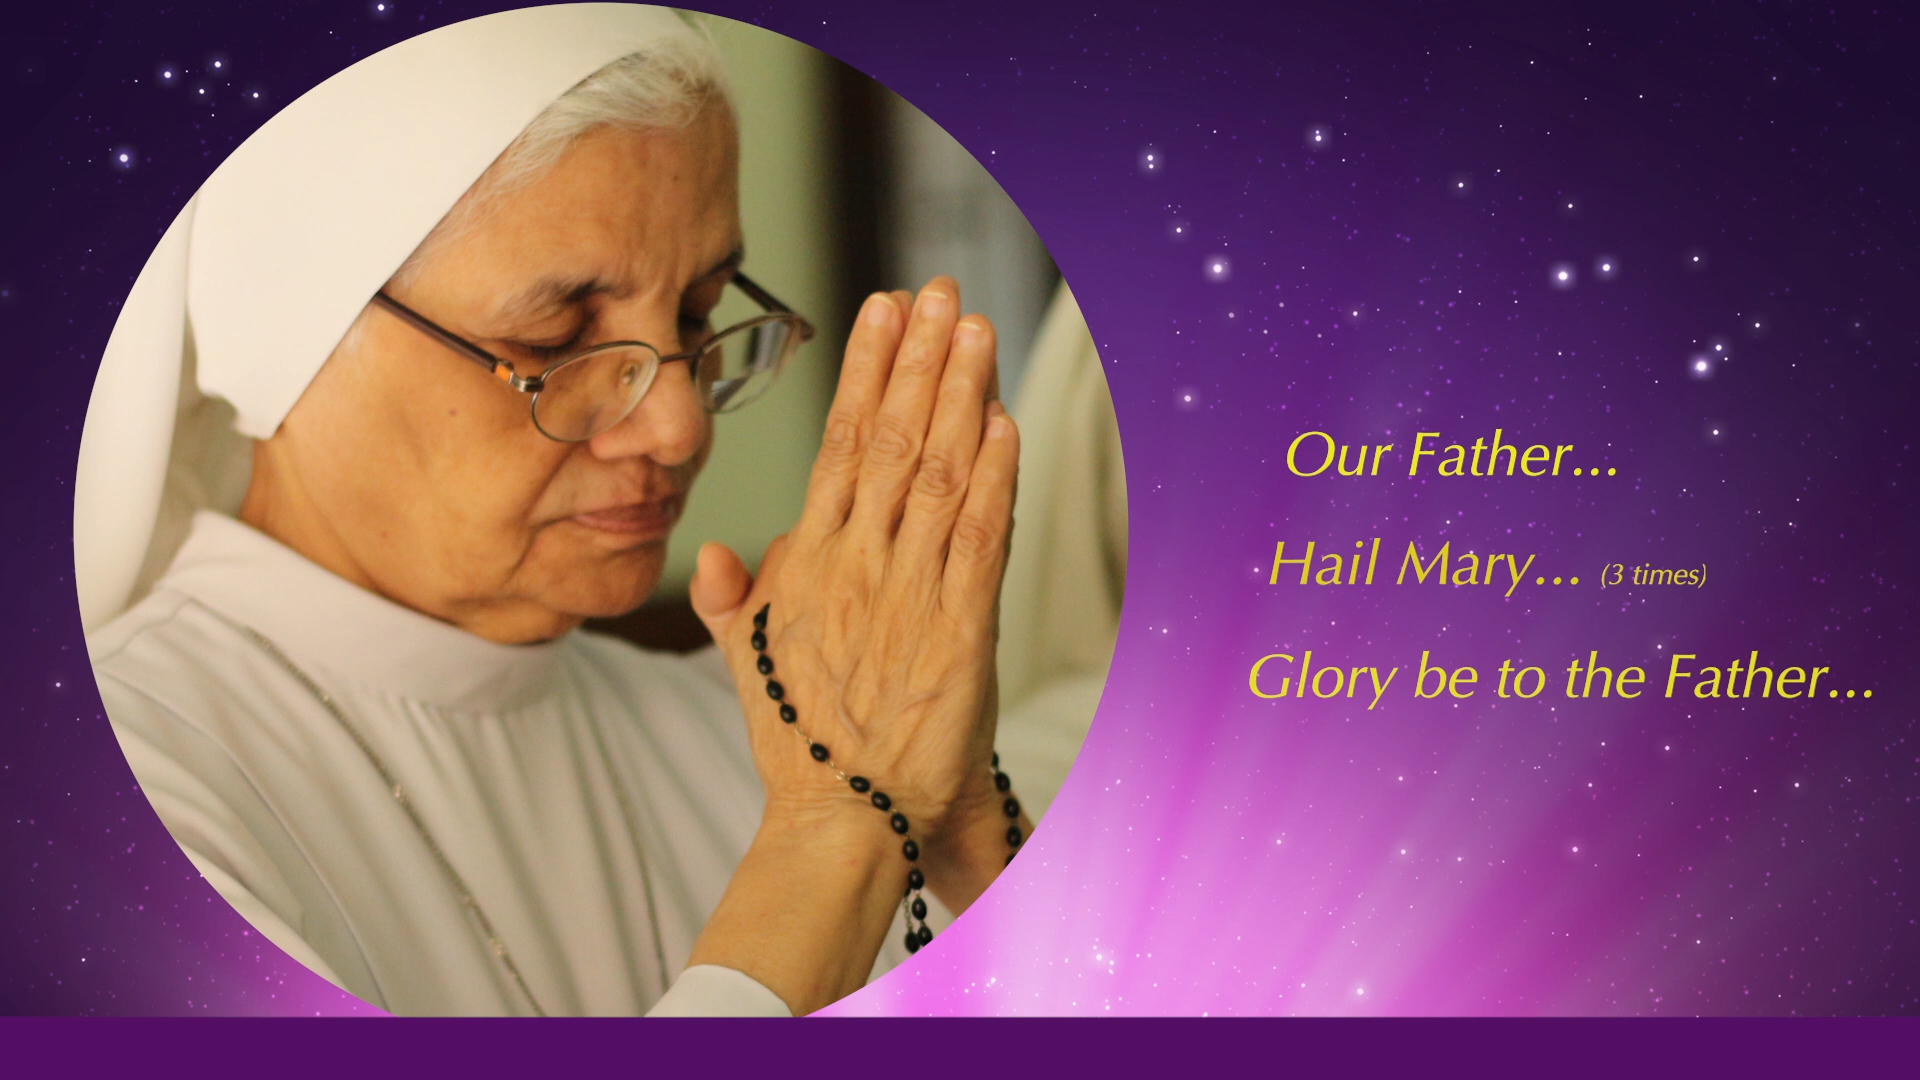 Our Father...
Hail Mary... (3 times)
Glory be to the Father...